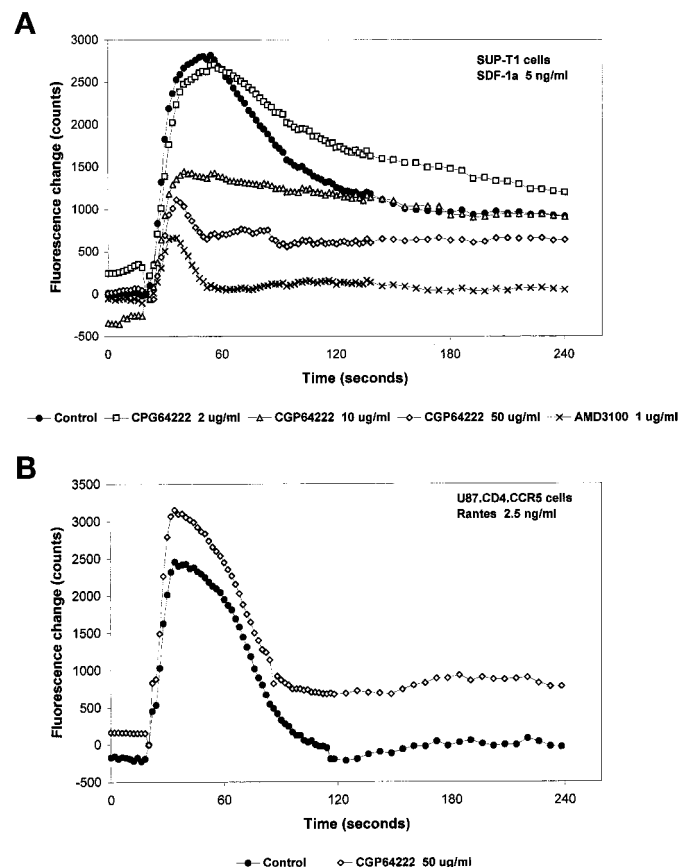 A
3000
2500
2000
1500
1000
500
0
-500
Fluorescence change (counts)
SUP-T1 cells
SDF-1a 5 ng/ml
0 60 120 180 240
Time (seconds)
Control CPG64222 2 ug/ml CGP64222 10 ug/ml CGP64222 50 ug/ml AMD3100 1 ug/ml
B
3500
3000
2500
2000
1500
1000
500
0
-500
Fluorescence change (counts)
U87.CD4.CCR5 cells
Rantes 2.5 ng/ml
0 60 120 180 240
Time (seconds)
Control CGP64222 50 ug/ml